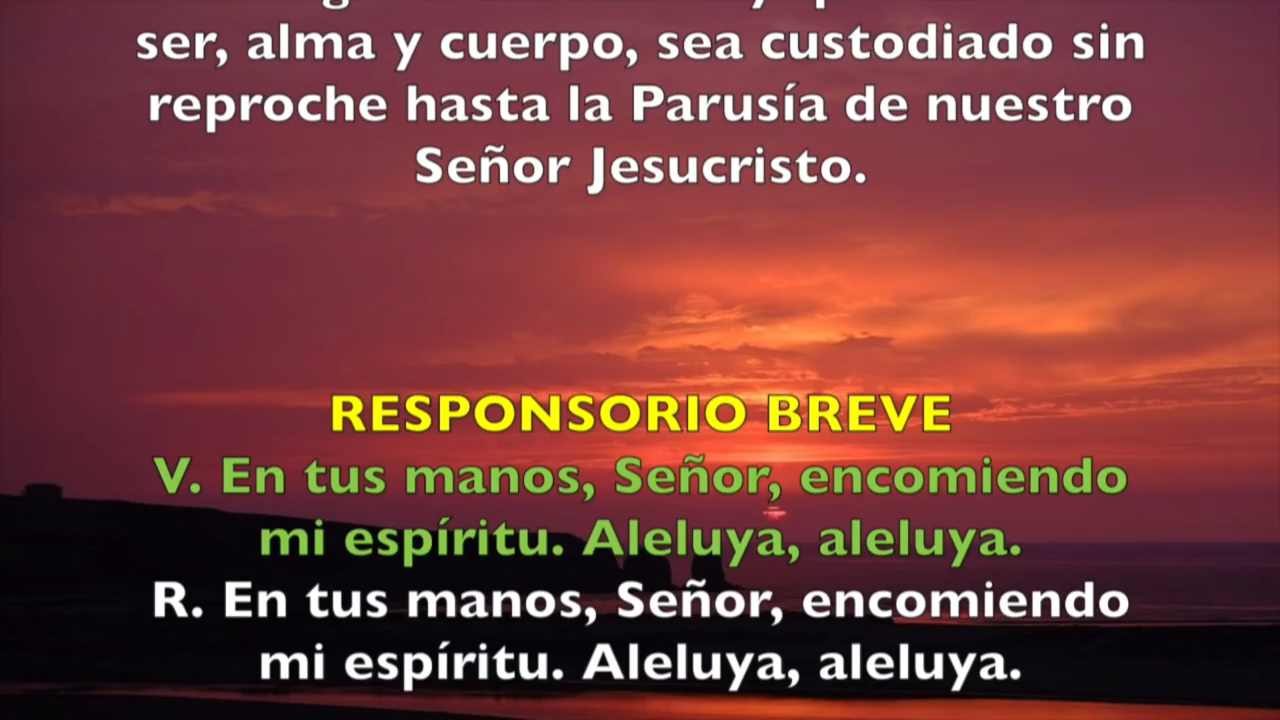 ser, alma y cuerpo, sea custodiado sin
reproche hasta la Parusía de nuestro
Señor Jesucristo.
RESPONSORIO BREVE
V. En tus manos, Señor, encomiendo
mi espíritu. Aleluya, aleluya.
R. En tus manos, Señor, encomiendo
mi espíritu. Aleluya, aleluya.